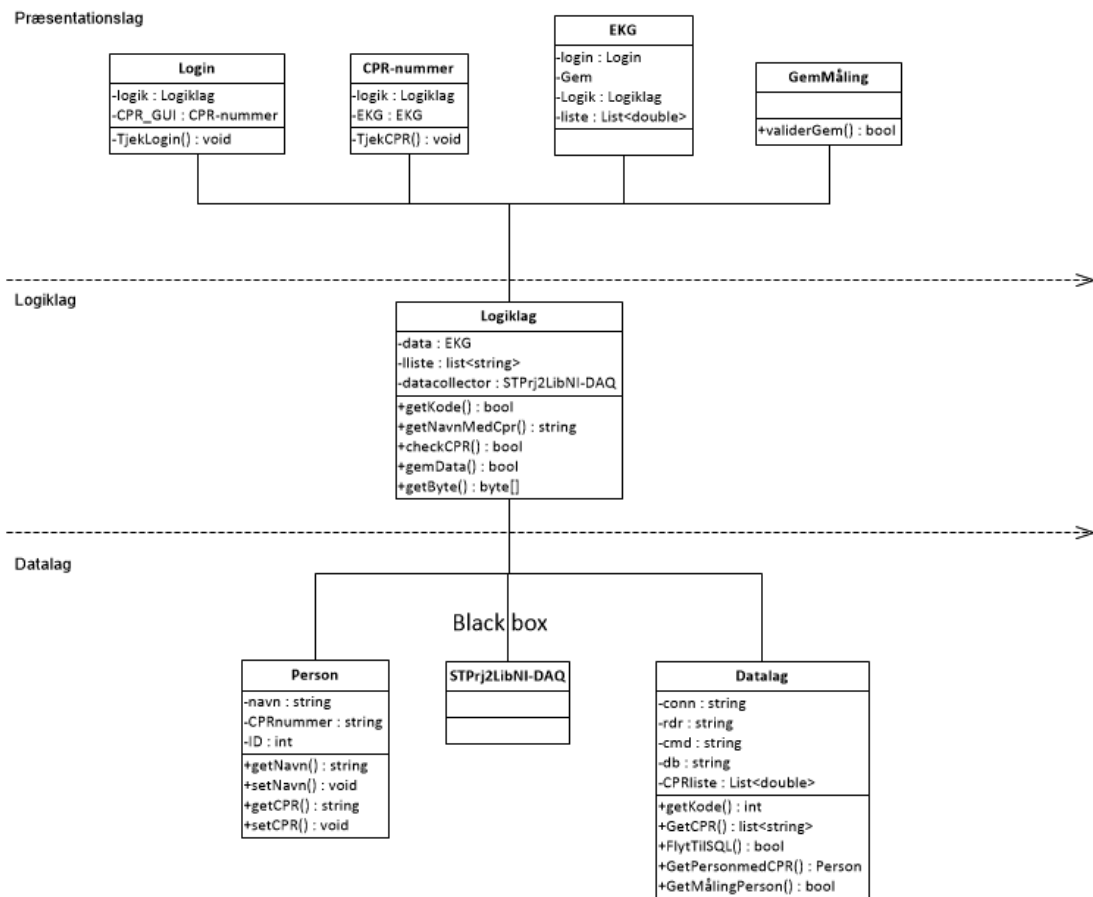 Præsentationslag
Login
-logik : Logiklag
-CPR_GUI : CPR-nummer
-TjekLogin() : void
CPR-nummer
-logik : Logiklag
-EKG : EKG
-TjekCPR() : void
EKG
-login : Login
-Gem
-Logik : Logiklag
-liste : List<double>
GemMåling
+validerGem() : bool
Logiklag
Logiklag
-data : EKG
-lliste : list<string>
-datacollector : STPrj2LibNI-DAQ
+getKode() : bool
+getNavnMedCpr() : string
+checkCPR() : bool
+gemData() : bool
+getByte() : byte[]
Datalag
Black box
Person
-navn : string
-CPRnummer : string
-ID : int
+getNavn() : string
+setNavn() : void
+getCPR() : string
+setCPR() : void
STPrj2LibNI-DAQ
Datalag
-conn : string
-rdr : string
-cmd : string
-db : string
-CPRliste : List<double>
+getKode() : int
+GetCPR() : list<string>
+FlytTilSQL() : bool
+GetPersonmedCPR() : Person
+GetMålingPerson() : bool